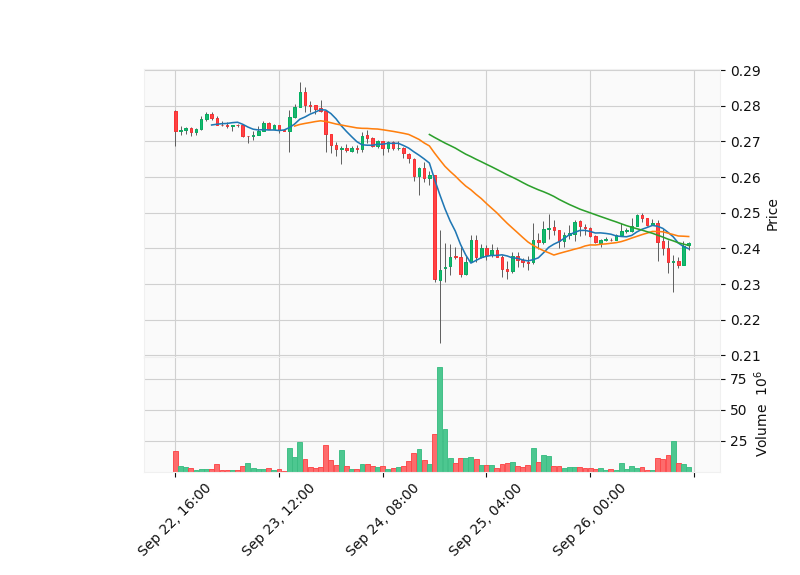 0.29
0.28
0.27
0.26
0.25
0.24
0.23
0.22
0.21
Price
75
50
25
Volume 10⁶
Sep 22, 16:00
Sep 23, 12:00
Sep 24, 08:00
Sep 25, 04:00
Sep 26, 00:00